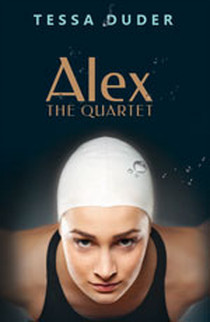 TESSA DUDER
Alex
THE QUARTET